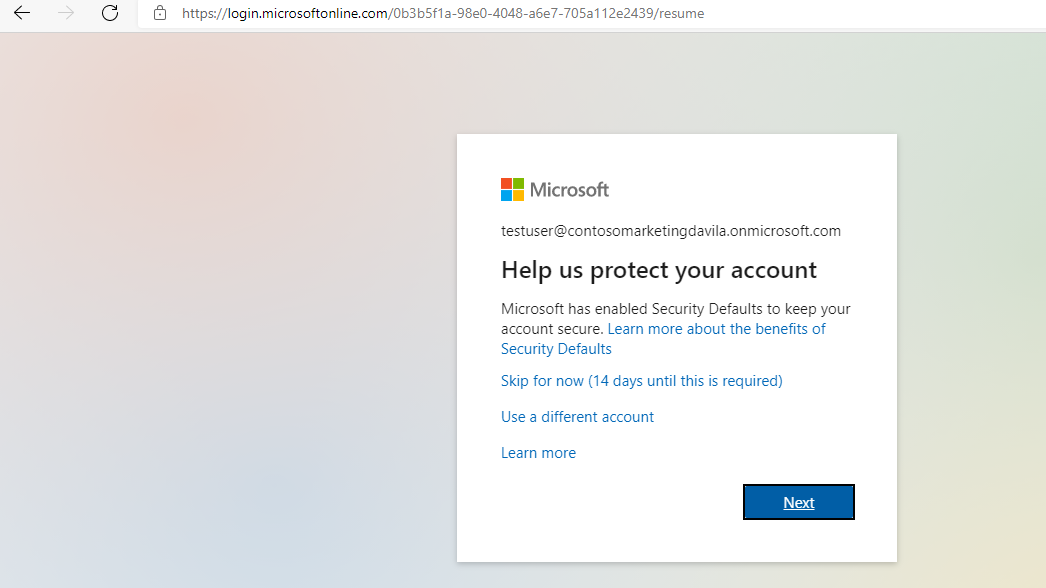 https://login.microsoftonline.com/0b3b5f1a-98e0-4048-a6e7-705a112e2439/resume
Microsoft
testuser@contosomarketingdavila.onmicrosoft.com
Help us protect your account
Microsoft has enabled Security Defaults to keep your
account secure. Learn more about the benefits of
Security Defaults
Skip for now (14 days until this is required)
Use a different account
Learn more
Next